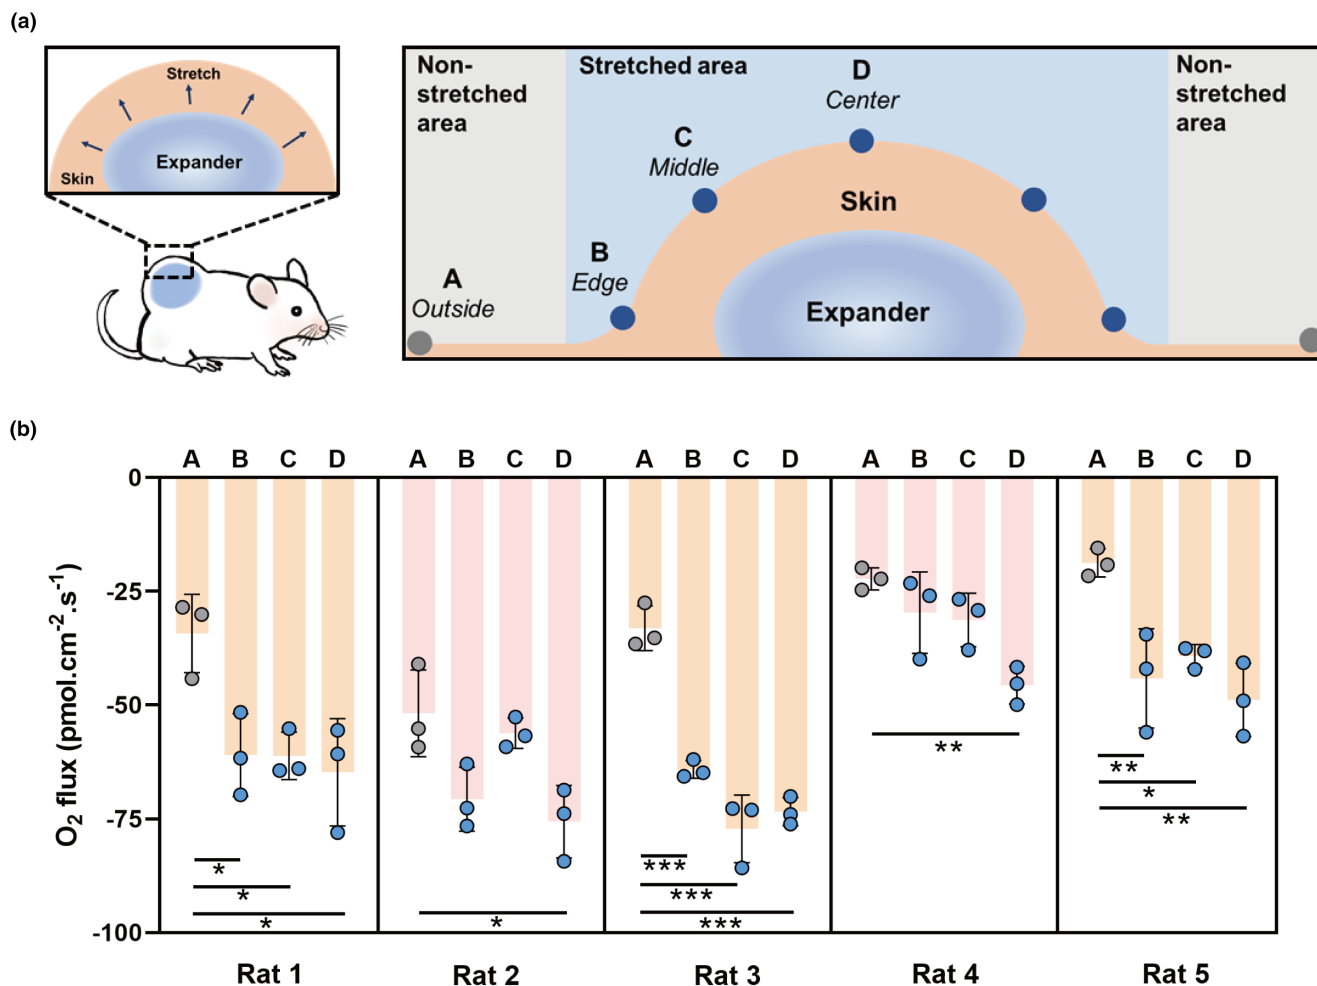 (a)
Stretch
Expander
Skin
Non-
stretched
area
Stretched area
D
Center
Non-
stretched
area
C
Middle
Skin
B
Edge
A
Outside
Expander
(b)
A B C D A B C D A B C D A B C D A B C D
0
-25
-50
-75
-100
O₂ flux (pmol.cm⁻².s⁻¹)
*
*
*
*
***
***
***
**
**
*
**
Rat 1 Rat 2 Rat 3 Rat 4 Rat 5